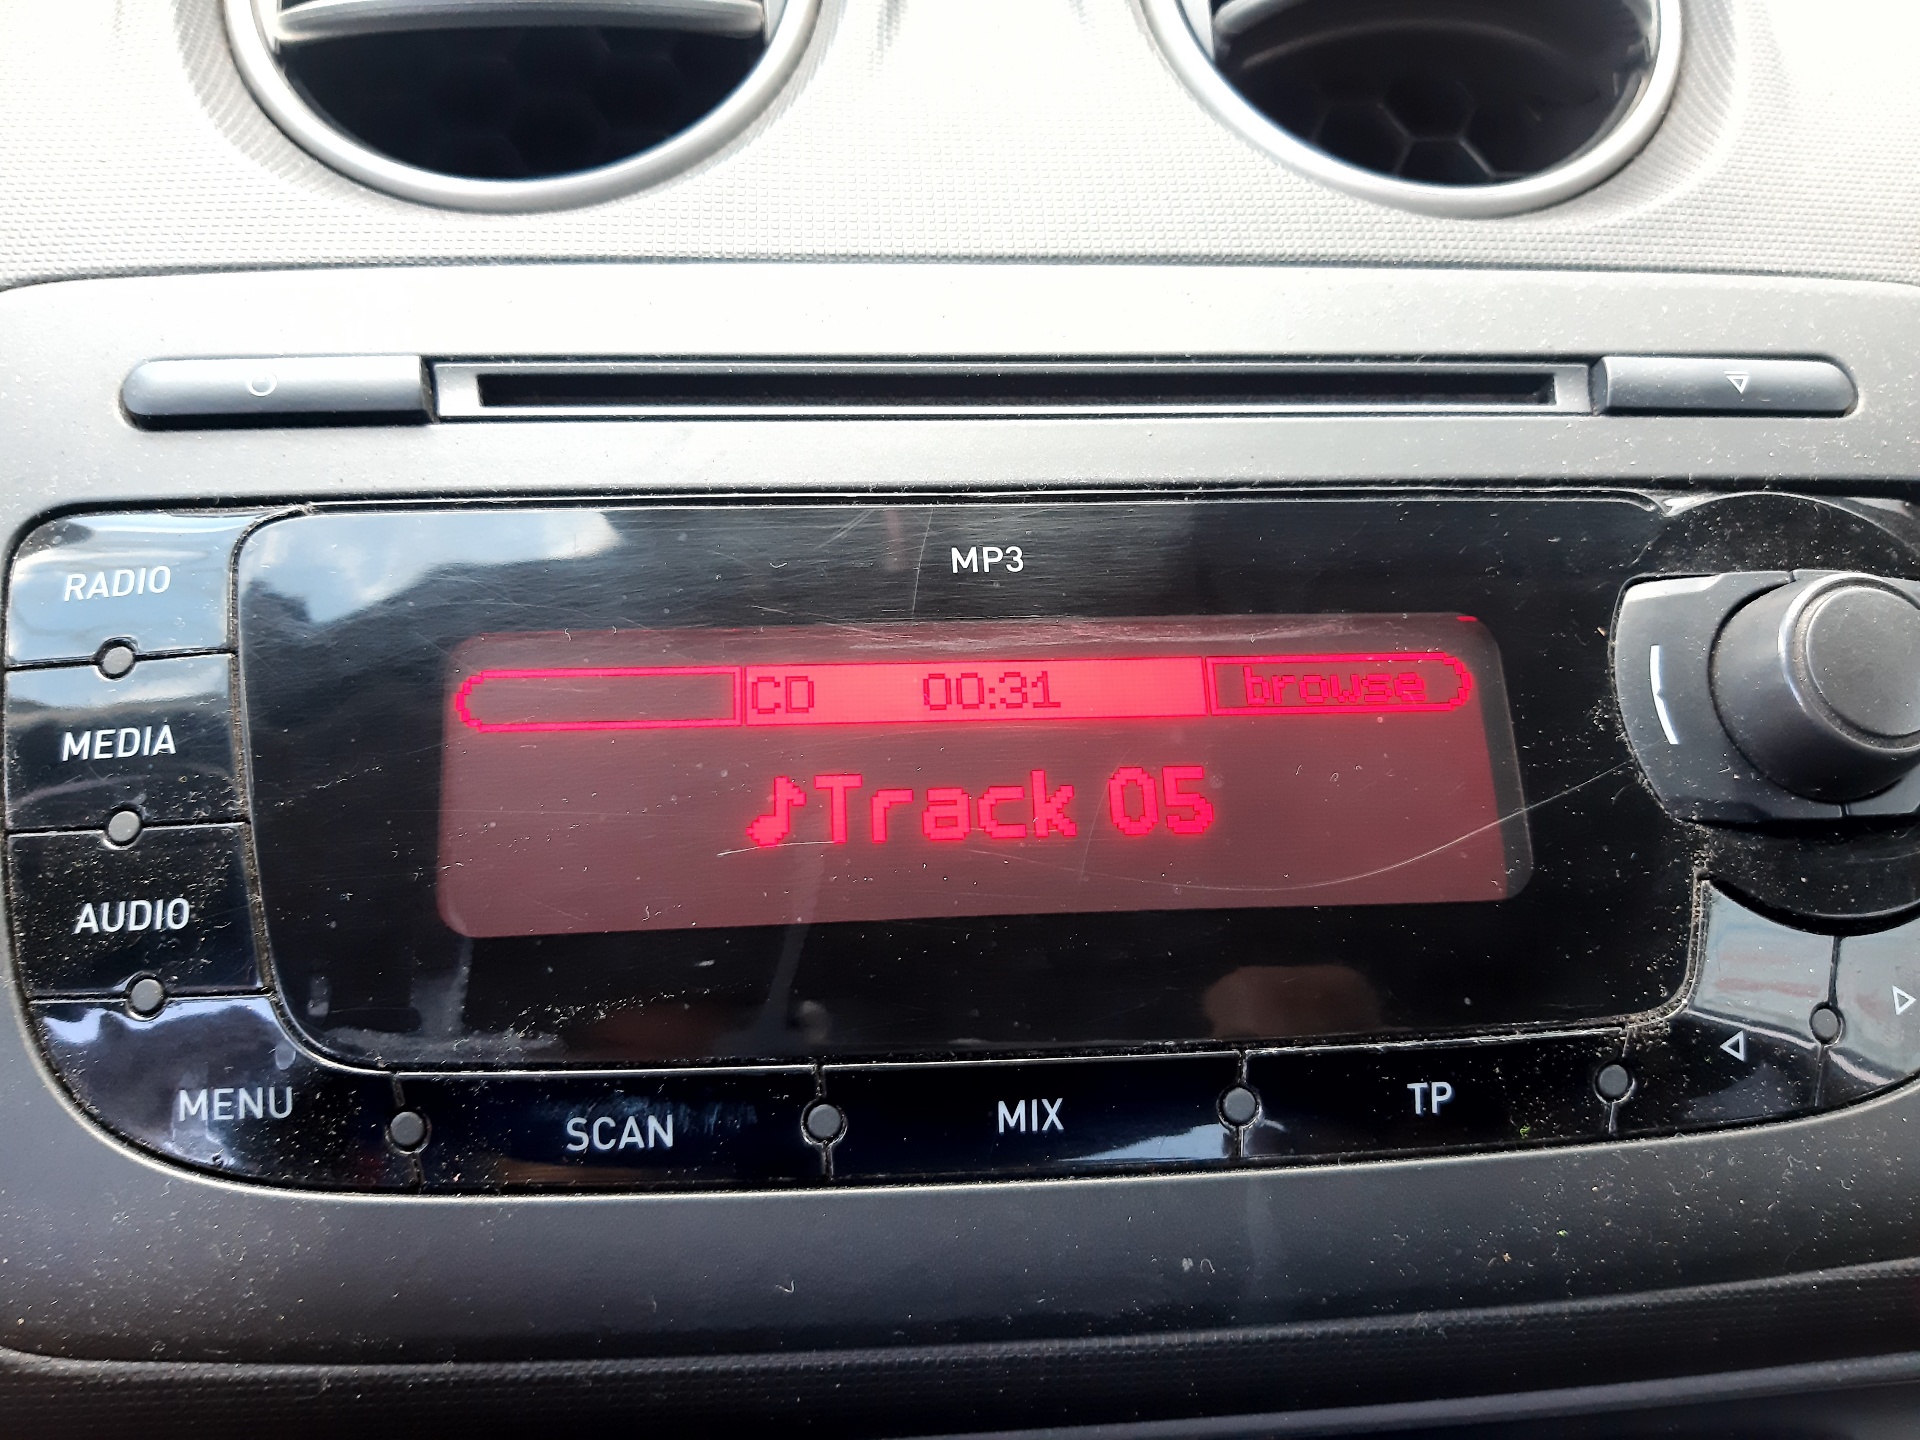 MP3
RADIO
CD 00:31 browse
MEDIA
♪Track 05
AUDIO
MENU
SCAN
MIX
TP